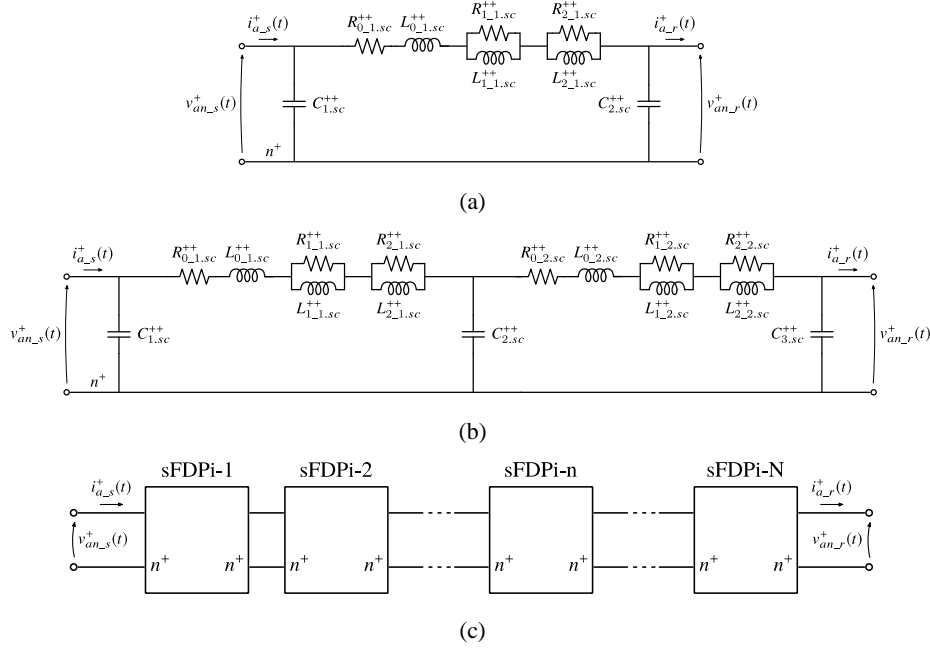 i⁺ₐ_ₛ(t) R⁺⁺₀_₁.sc L⁺⁺₀_₁.sc R⁺⁺₁_₁.sc R⁺⁺₂_₁.sc i⁺ₐ_ᵣ(t)
L⁺⁺₁_₁.sc L⁺⁺₂_₁.sc
v⁺ₐₙ_ₛ(t) C⁺⁺₁.sc C⁺⁺₂.sc v⁺ₐₙ_ᵣ(t)
n⁺
(a)
i⁺ₐ_ₛ(t) R⁺⁺₀_₁.sc L⁺⁺₀_₁.sc R⁺⁺₁_₁.sc R⁺⁺₂_₁.sc R⁺⁺₀_₂.sc L⁺⁺₀_₂.sc R⁺⁺₁_₂.sc R⁺⁺₂_₂.sc i⁺ₐ_ᵣ(t)
L⁺⁺₁_₁.sc L⁺⁺₂_₁.sc L⁺⁺₁_₂.sc L⁺⁺₂_₂.sc
v⁺ₐₙ_ₛ(t) C⁺⁺₁.sc C⁺⁺₂.sc C⁺⁺₃.sc v⁺ₐₙ_ᵣ(t)
n⁺
(b)
sFDPi-1 sFDPi-2 sFDPi-n sFDPi-N
i⁺ₐ_ₛ(t) i⁺ₐ_ᵣ(t)
v⁺ₐₙ_ₛ(t) v⁺ₐₙ_ᵣ(t)
n⁺ n⁺ n⁺ n⁺ n⁺ n⁺ n⁺ n⁺
(c)